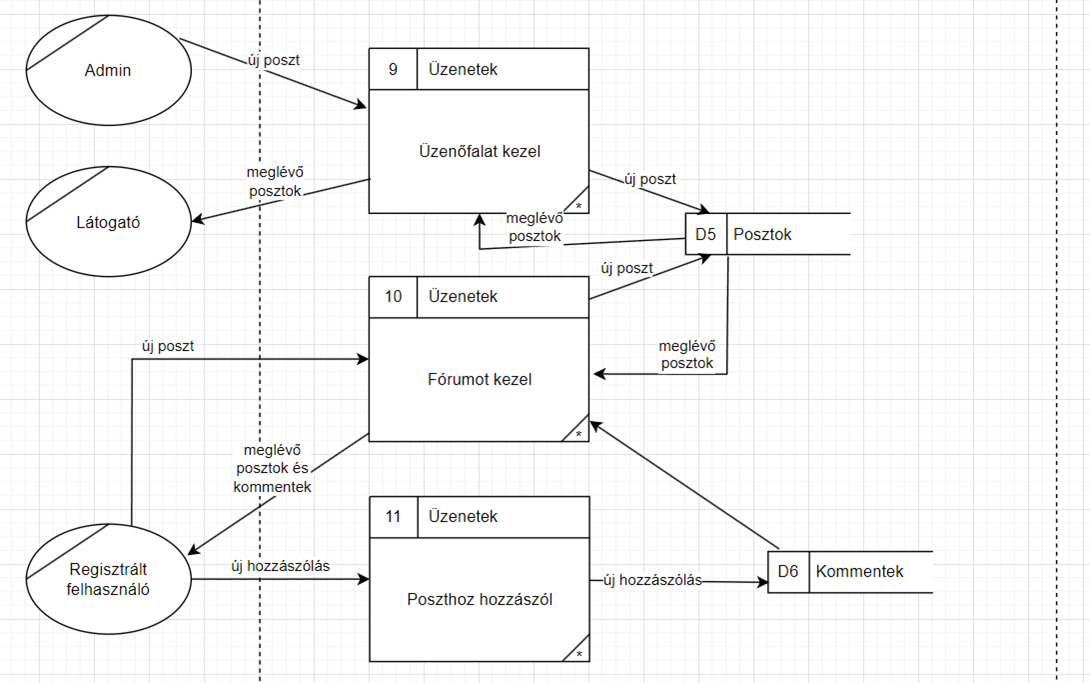 Admin
új poszt
9
Üzenetek
Üzenőfalat kezel
*
meglévő
posztok
Látogató
új poszt
meglévő
posztok
D5
Posztok
új poszt
10
Üzenetek
Fórumot kezel
*
meglévő
posztok
új poszt
meglévő
posztok és
kommentek
11
Üzenetek
Poszthoz hozzászól
*
Regisztrált
felhasználó
új hozzászólás
új hozzászólás
D6
Kommentek